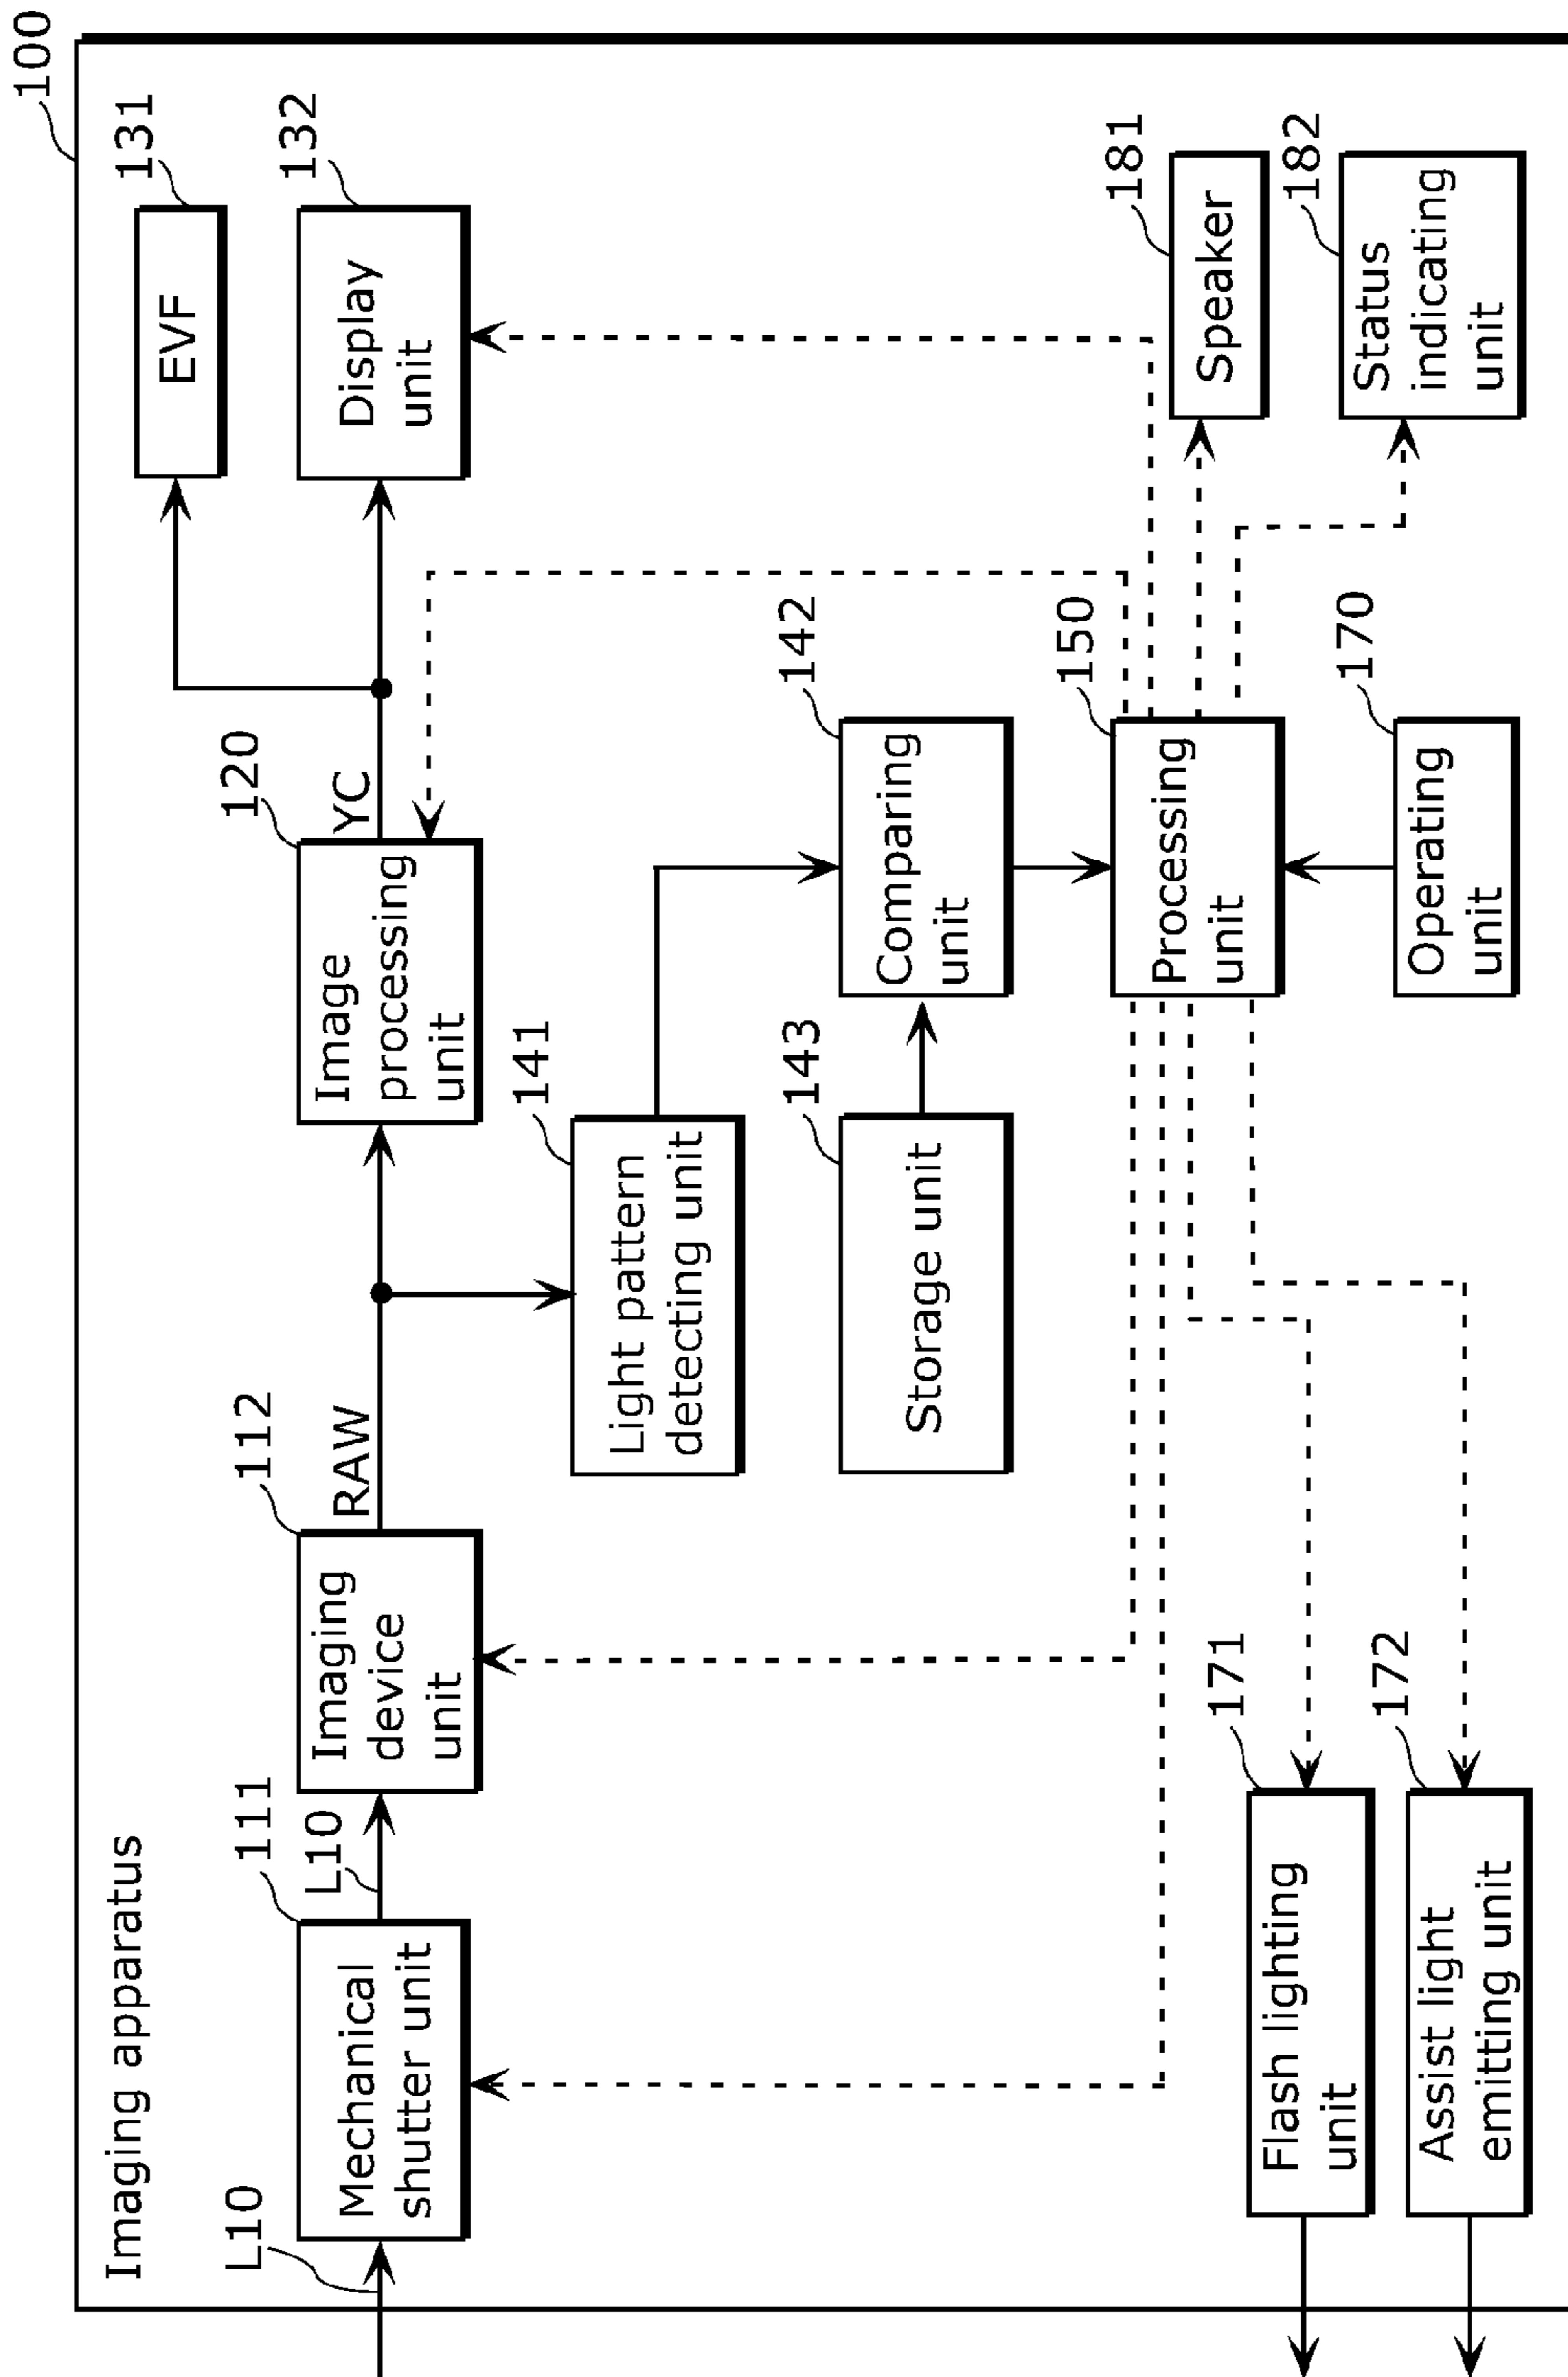 100
Imaging apparatus
131
EVF
132
Display
unit
120
YC
Image
processing
unit
112
RAW
Imaging
device
unit
111
L10
L10
Mechanical
shutter unit
141
Light pattern
detecting unit
142
Comparing
unit
143
Storage unit
150
Processing
unit
181
Speaker
182
Status
indicating
unit
170
Operating
unit
171
Flash lighting
unit
172
Assist light
emitting unit